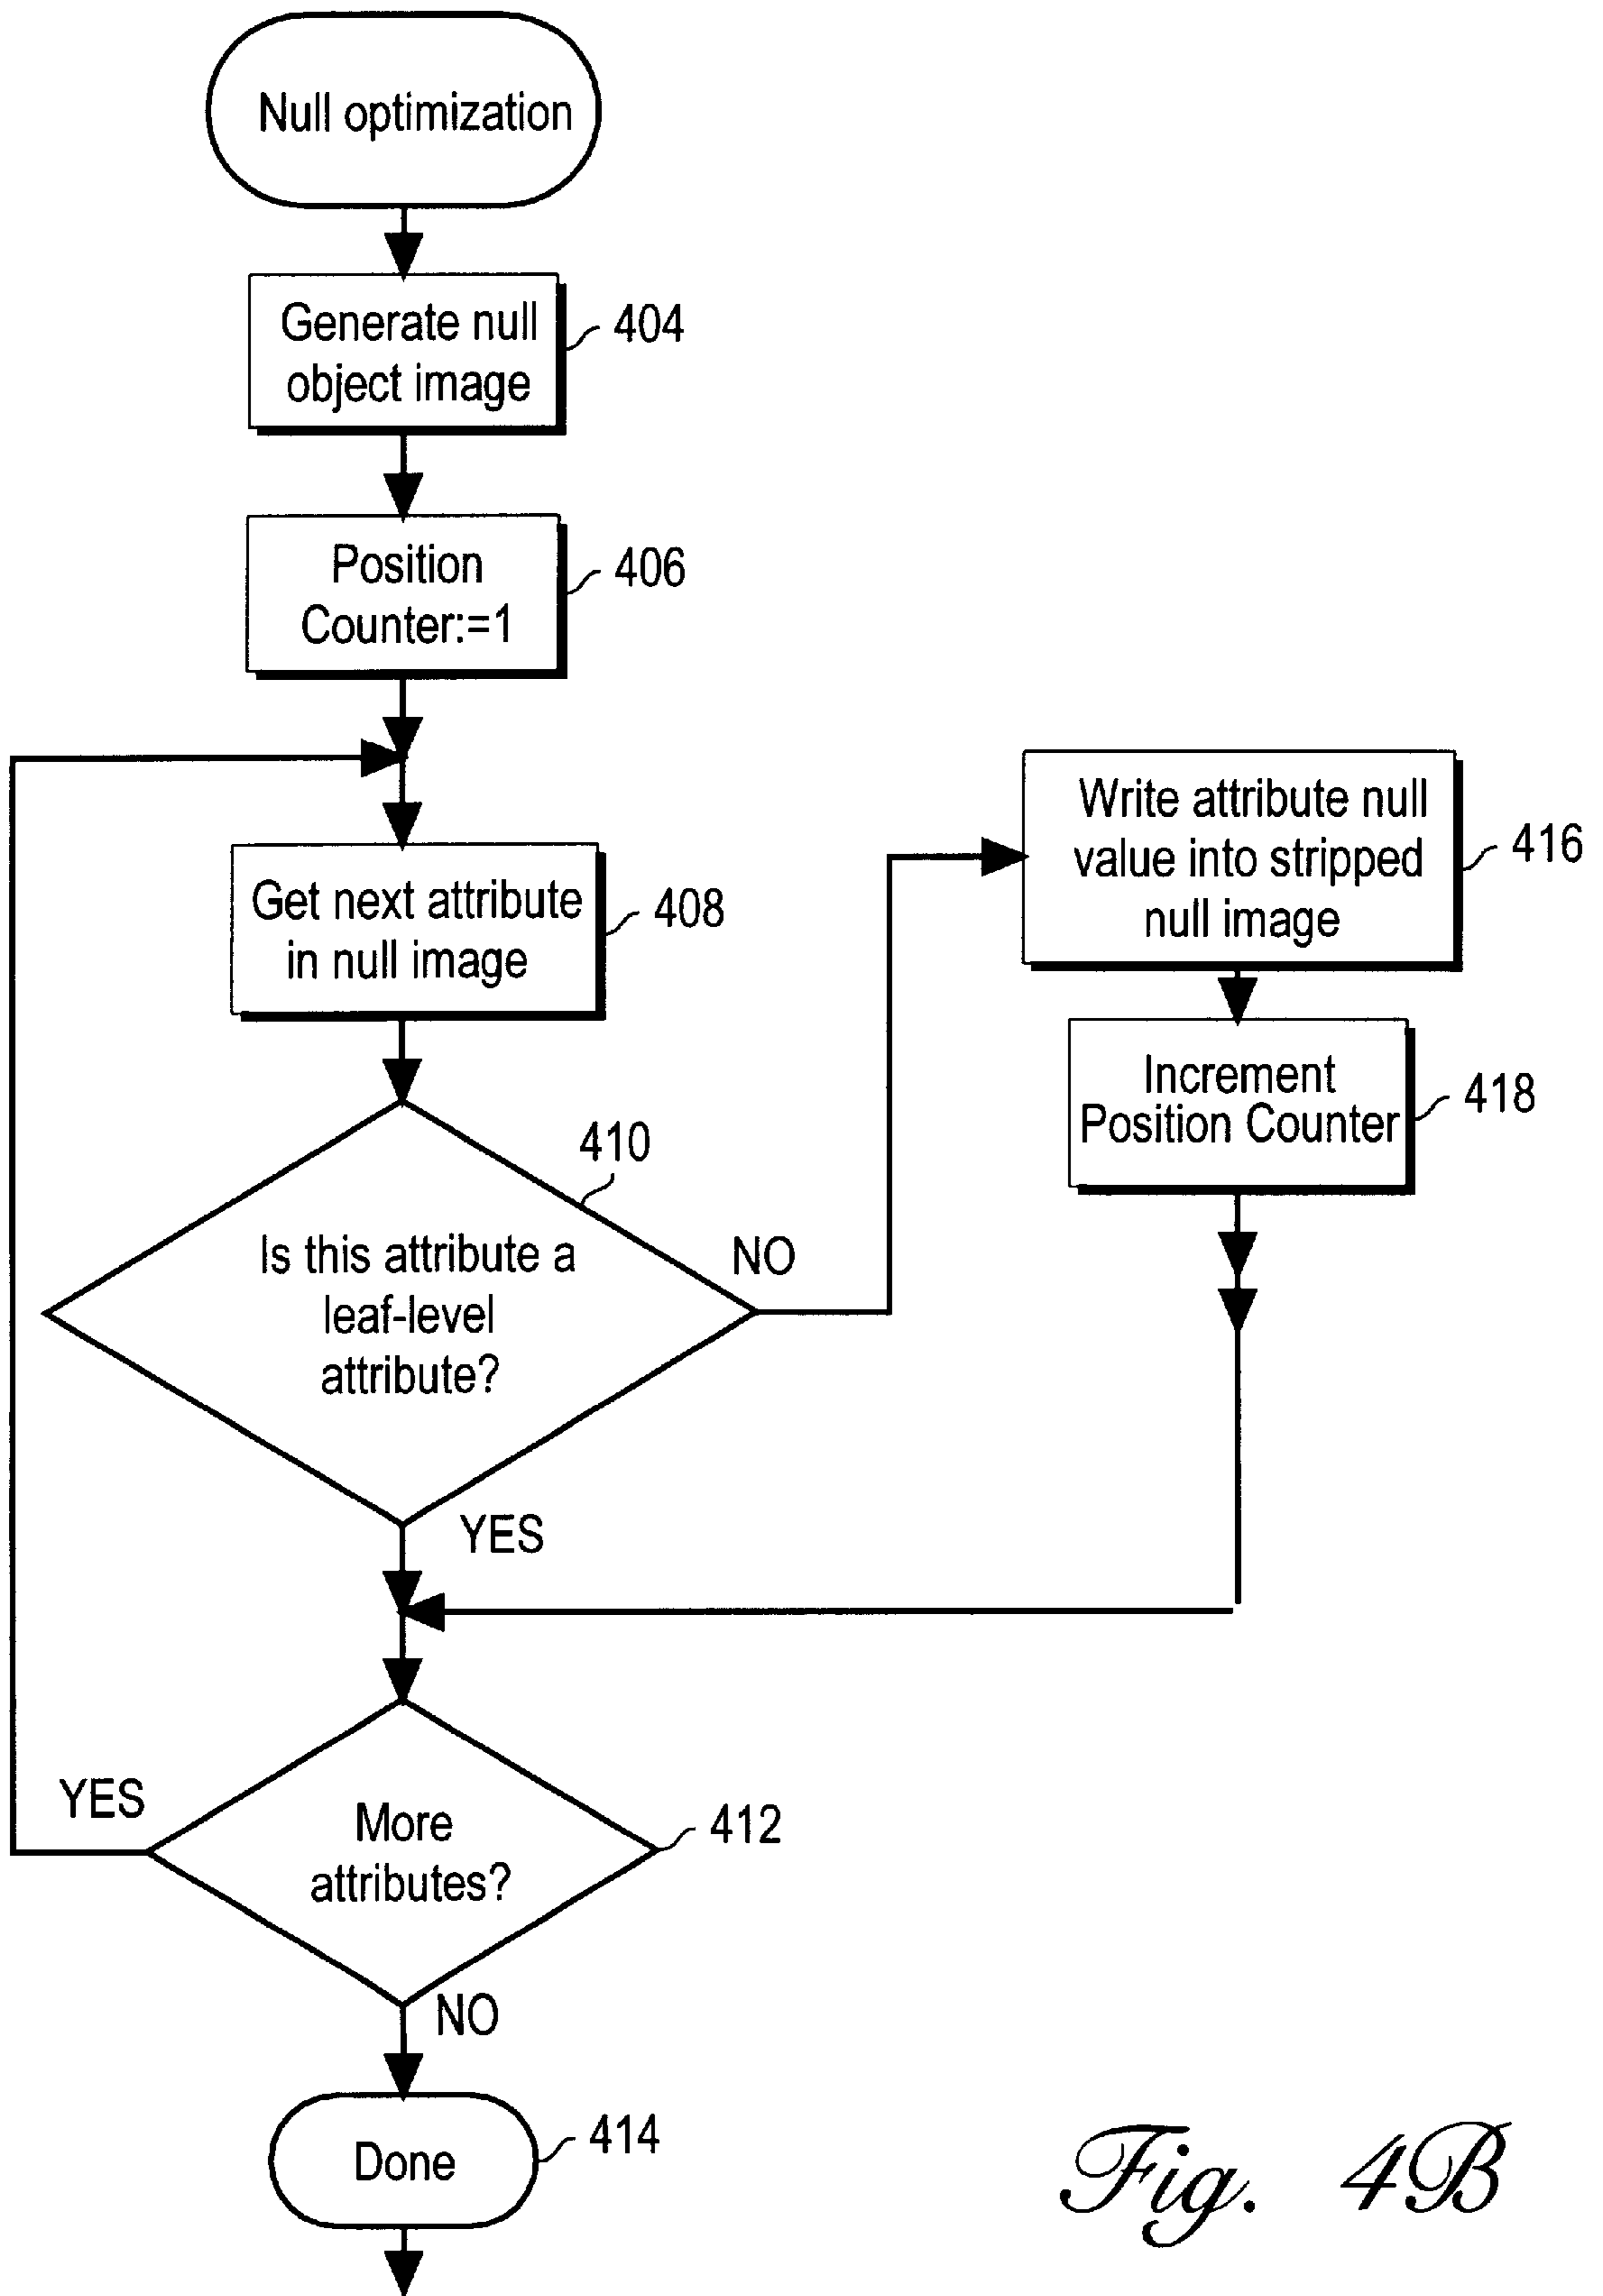 Null optimization
Generate null
object image
404
Position
Counter:=1
406
Get next attribute
in null image
408
Write attribute null
value into stripped
null image
416
Increment
Position Counter
418
410
Is this attribute a
leaf-level
attribute?
NO
YES
More
attributes?
412
YES
NO
Done
414
Fig. 4B